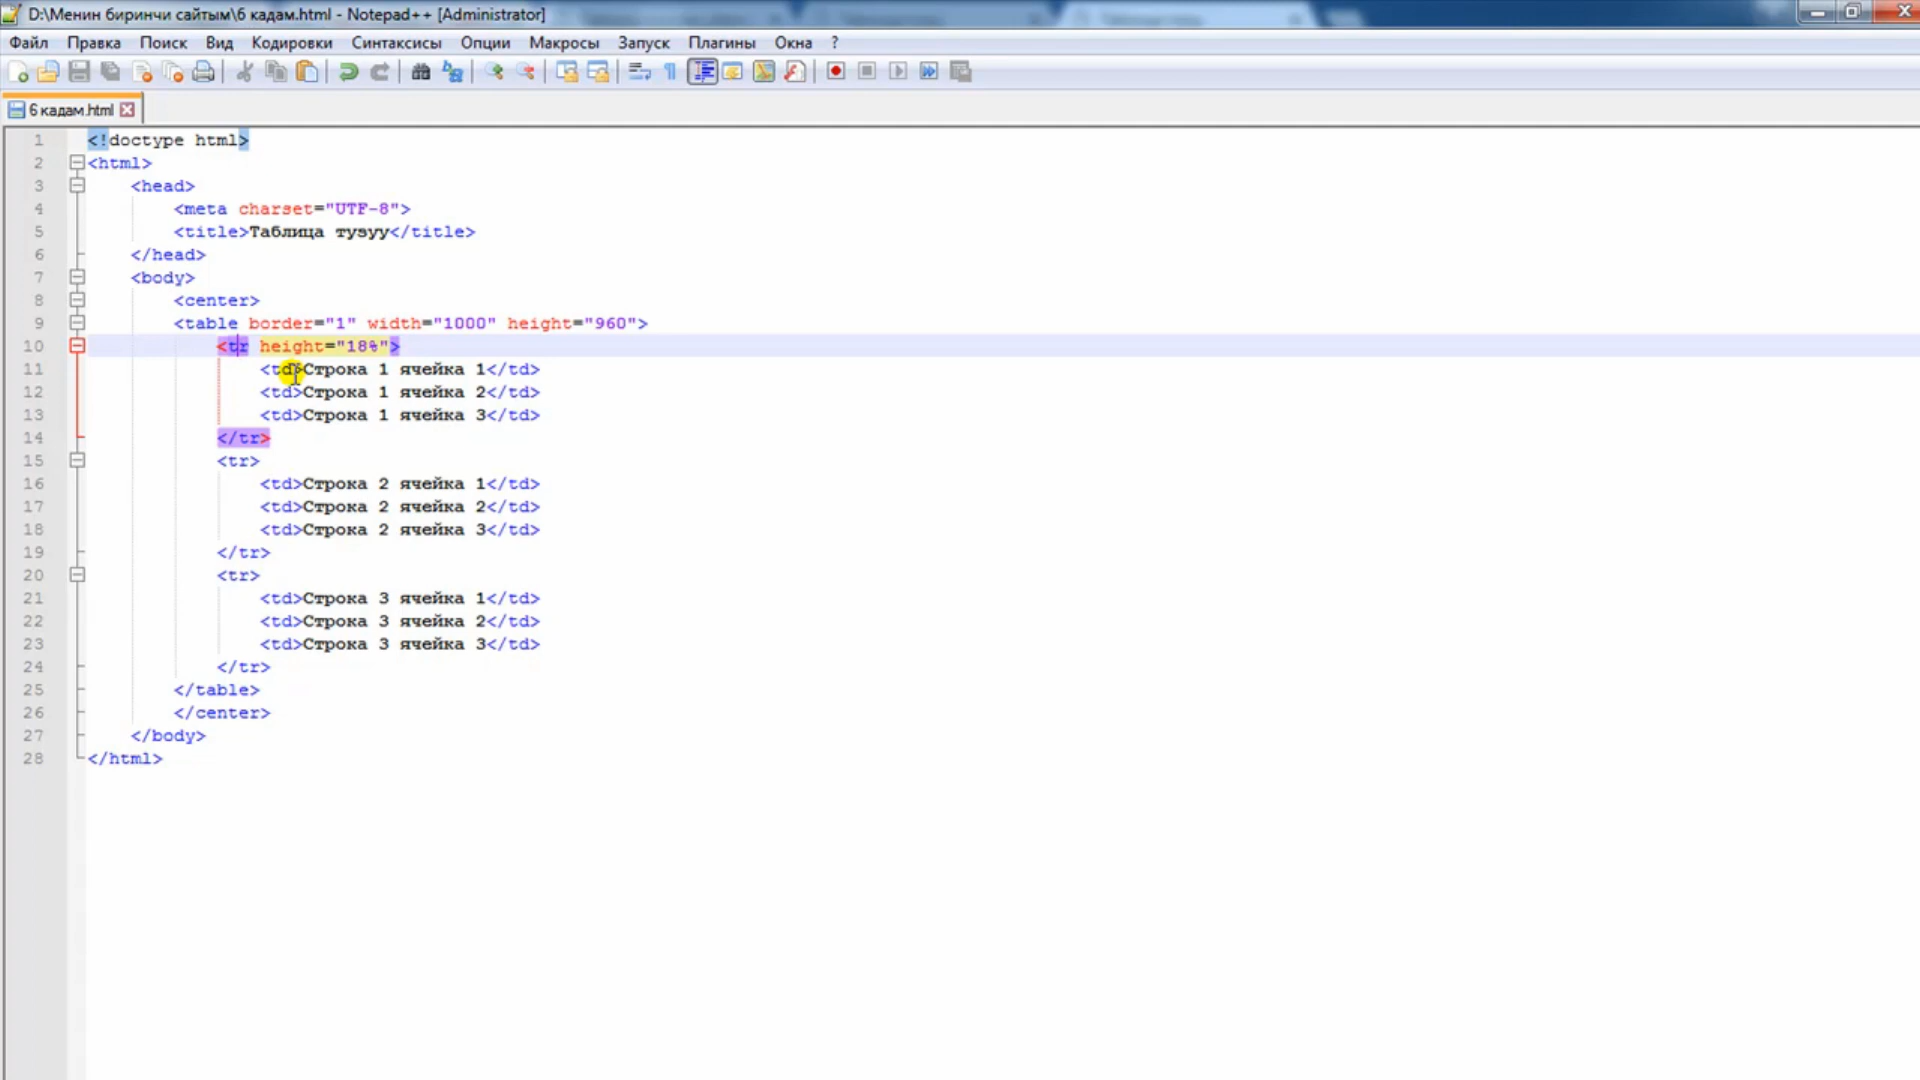 D:\Менин биринчи сайтым\6 кадам.html - Notepad++ [Administrator]
Файл Правка Поиск Вид Кодировки Синтаксисы Опции Макросы Запуск Плагины Окна ?
6 кадам.html
1 <!doctype html>
2 <html>
3 <head>
4 <meta charset="UTF-8">
5 <title>Таблица тузуу</title>
6 </head>
7 <body>
8 <center>
9 <table border="1" width="1000" height="960">
10 <tr height="18%">
11 <td>Строка 1 ячейка 1</td>
12 <td>Строка 1 ячейка 2</td>
13 <td>Строка 1 ячейка 3</td>
14 </tr>
15 <tr>
16 <td>Строка 2 ячейка 1</td>
17 <td>Строка 2 ячейка 2</td>
18 <td>Строка 2 ячейка 3</td>
19 </tr>
20 <tr>
21 <td>Строка 3 ячейка 1</td>
22 <td>Строка 3 ячейка 2</td>
23 <td>Строка 3 ячейка 3</td>
24 </tr>
25 </table>
26 </center>
27 </body>
28 </html>